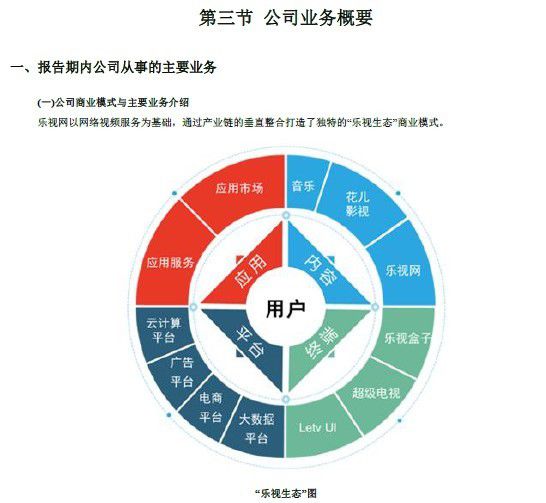 第三节 公司业务概要
一、报告期内公司从事的主要业务
(一)公司商业模式与主要业务介绍
乐视网以网络视频服务为基础，通过产业链的垂直整合打造了独特的“乐视生态”商业模式。
应用市场
音乐
花儿
影视
应用服务
乐视网
应用
内容
用户
平台
终端
云计算
平台
乐视盒子
广告
平台
超级电视
电商
平台
大数据
平台
Letv UI
“乐视生态”图